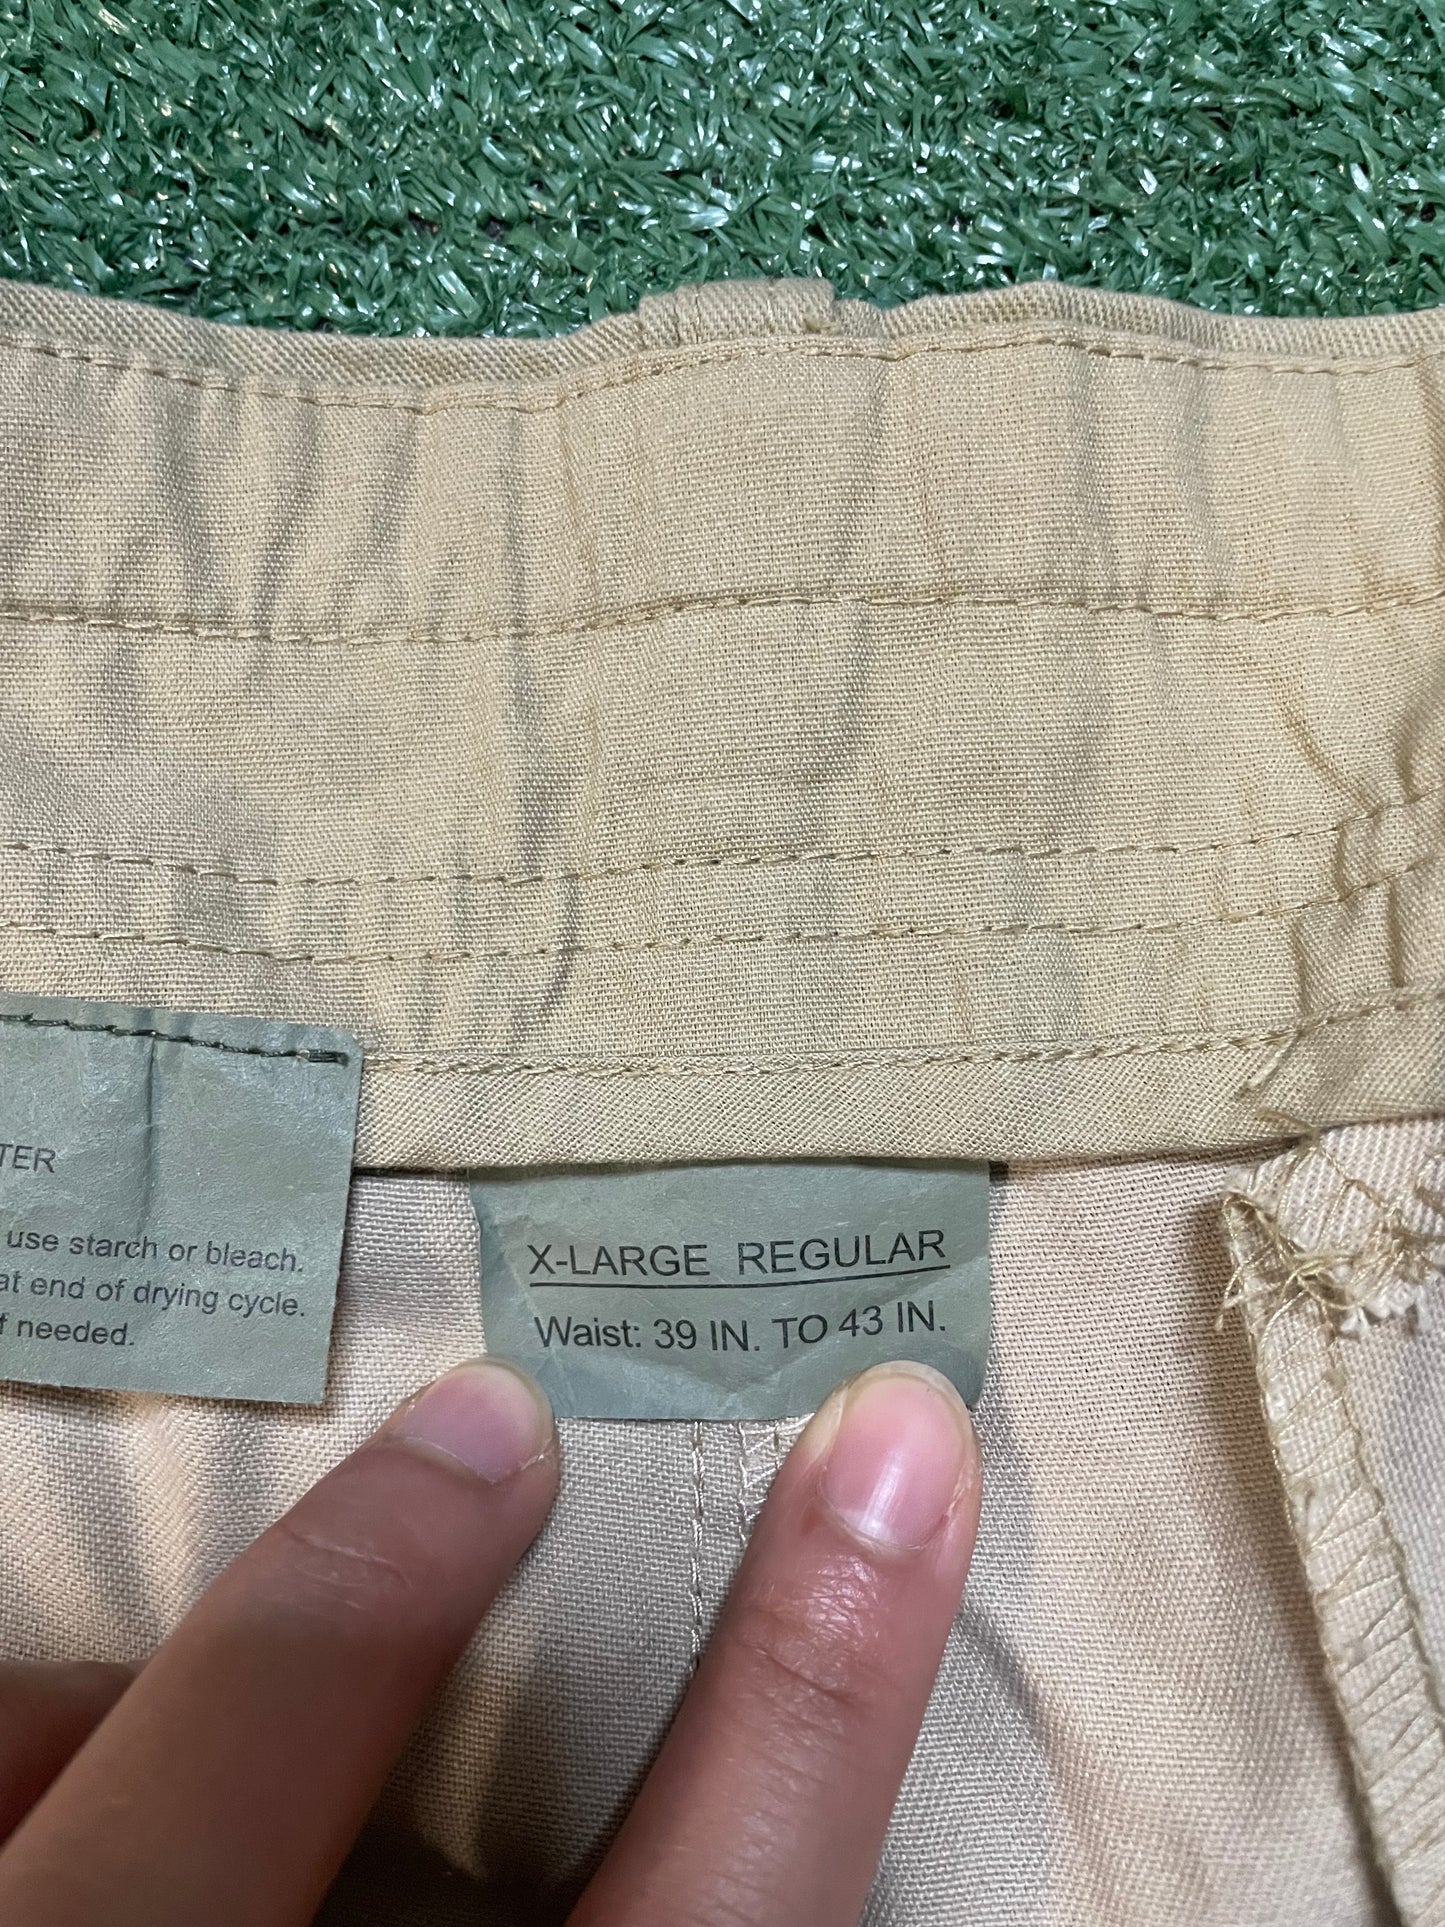 TER
use starch or bleach.
at end of drying cycle.
needed.
X-LARGE REGULAR
Waist: 39 IN. TO 43 IN.